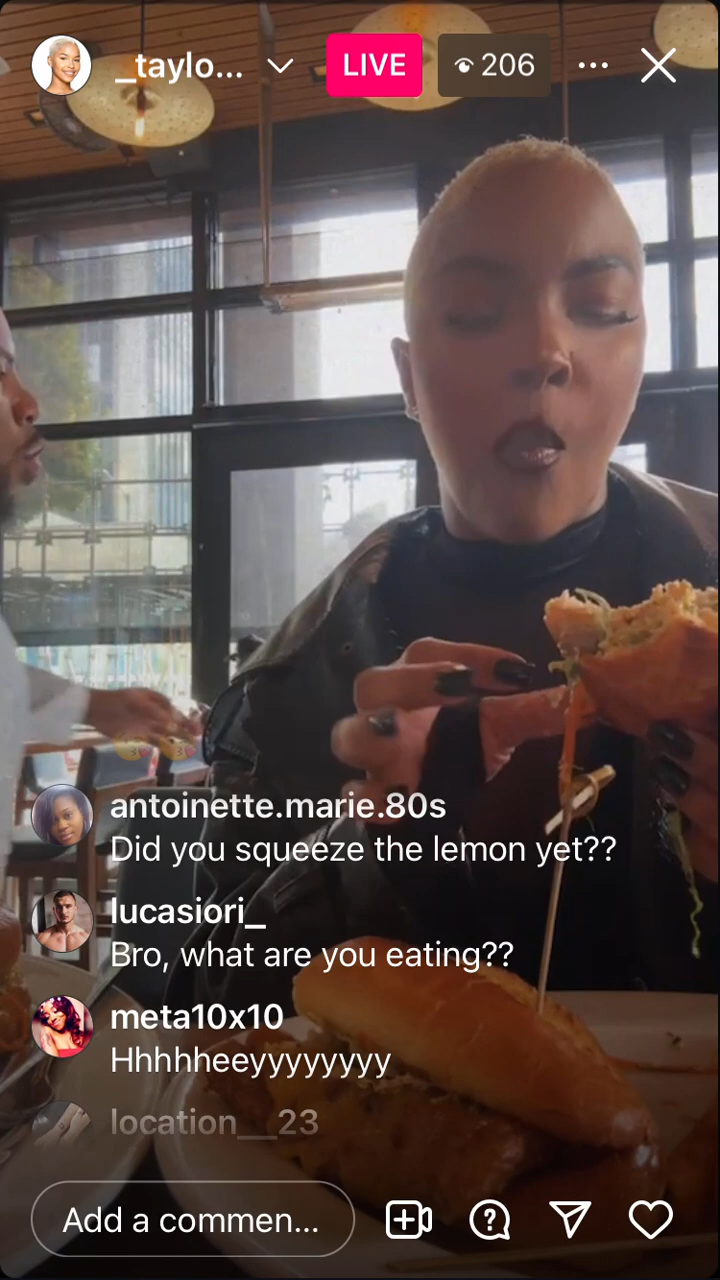 _taylo...
LIVE
206
antoinette.marie.80s
Did you squeeze the lemon yet??
lucasiori_
Bro, what are you eating??
meta10x10
Hhhhheeyyyyyyyy
location__23
Add a commen...